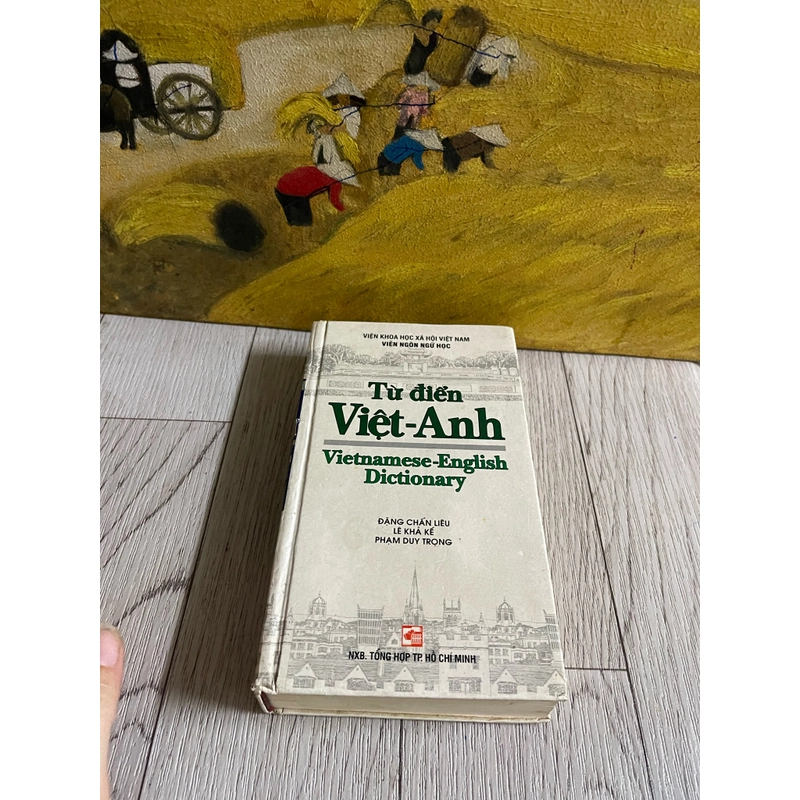 VIỆN KHOA HỌC XÃ HỘI VIỆT NAM
VIỆN NGÔN NGỮ HỌC
Từ điển
Việt-Anh
Vietnamese-English
Dictionary
ĐẶNG CHẤN LIÊU
LÊ KHẢ KẾ
PHẠM DUY TRỌNG
NXB. TỔNG HỢP TP. HỒ CHÍ MINH